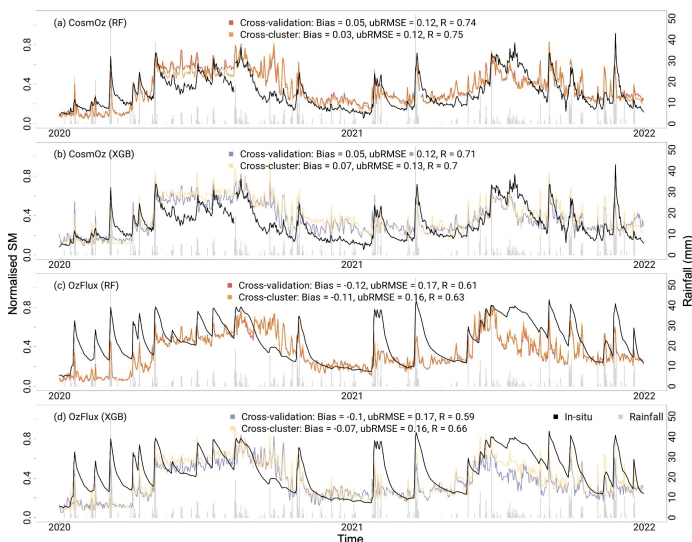 (a) CosmOz (RF)
Cross-validation: Bias = 0.05, ubRMSE = 0.12, R = 0.74
Cross-cluster: Bias = 0.03, ubRMSE = 0.12, R = 0.75
0.8
0.4
0.0
50
40
30
20
10
0
2020
2021
2022
(b) CosmOz (XGB)
Cross-validation: Bias = 0.05, ubRMSE = 0.12, R = 0.71
Cross-cluster: Bias = 0.07, ubRMSE = 0.13, R = 0.7
0.8
0.4
0.0
50
40
30
20
10
0
2020
2021
2022
Normalised SM
Rainfall (mm)
(c) OzFlux (RF)
Cross-validation: Bias = -0.12, ubRMSE = 0.17, R = 0.61
Cross-cluster: Bias = -0.11, ubRMSE = 0.16, R = 0.63
0.8
0.4
0.0
50
40
30
20
10
0
2020
2021
2022
(d) OzFlux (XGB)
Cross-validation: Bias = -0.1, ubRMSE = 0.17, R = 0.59
Cross-cluster: Bias = -0.07, ubRMSE = 0.16, R = 0.66
In-situ
Rainfall
0.8
0.4
0.0
50
40
30
20
10
0
2020
2021
2022
Time